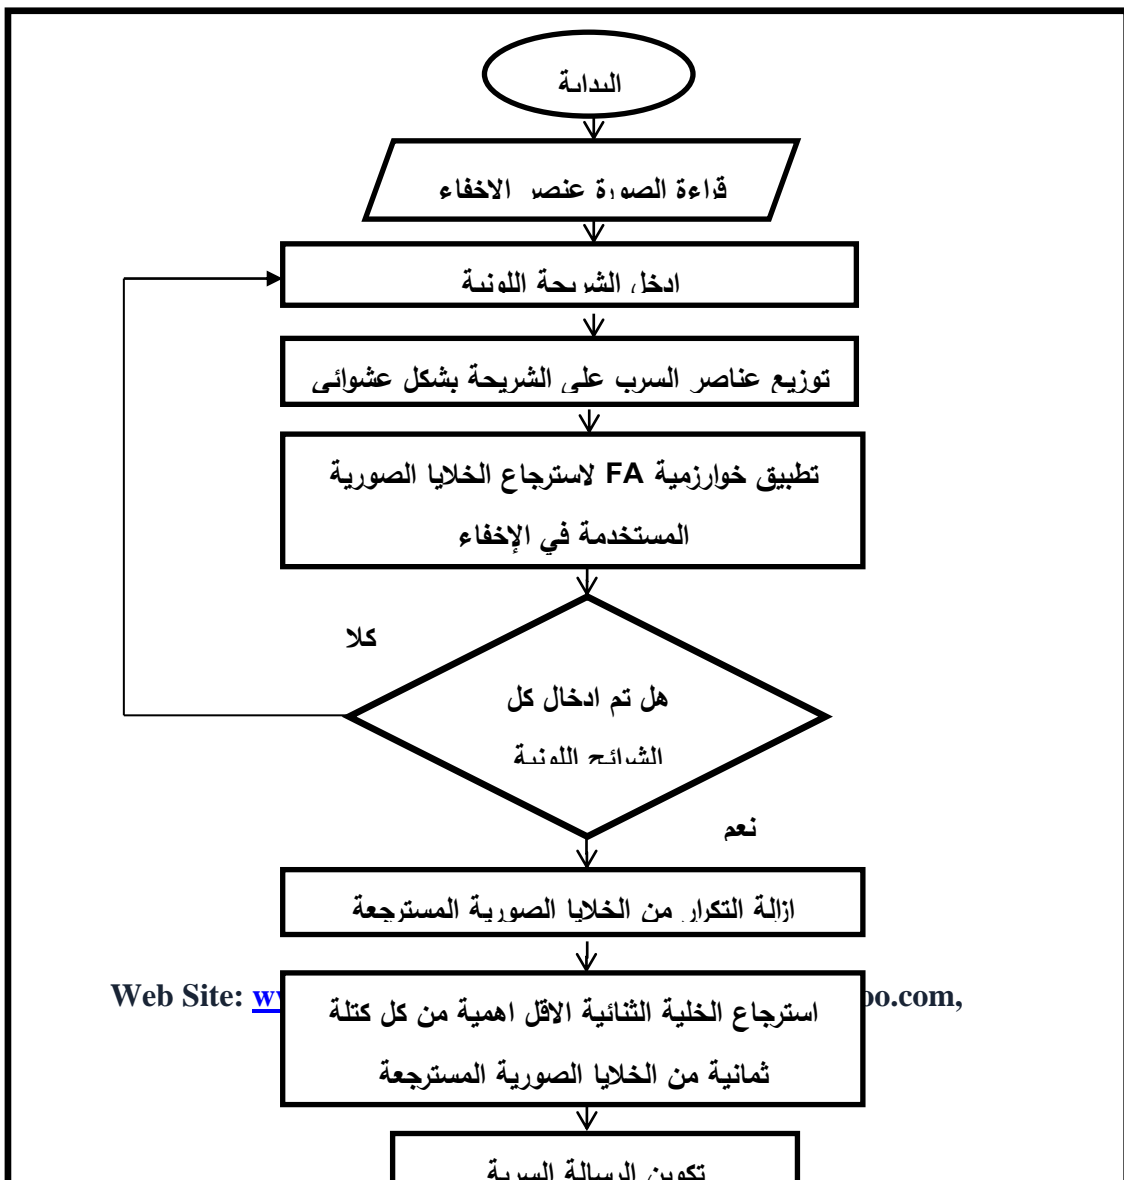 البداية
قراءة الصورة عنصر الاخفاء
ادخل الشريحة اللونية
توزيع عناصر السرب على الشريحة بشكل عشوائي
تطبيق خوارزمية FA لاسترجاع الخلايا الصورية
المستخدمة في الإخفاء
كلا
هل تم ادخال كل
الشرائح اللونية
نعم
ازالة التكرار من الخلايا الصورية المسترجعة
Web Site: oo.com,
استرجاع الخلية الثنائية الاقل اهمية من كل كتلة
ثمانية من الخلايا الصورية المسترجعة
تكوين الرسالة السرية